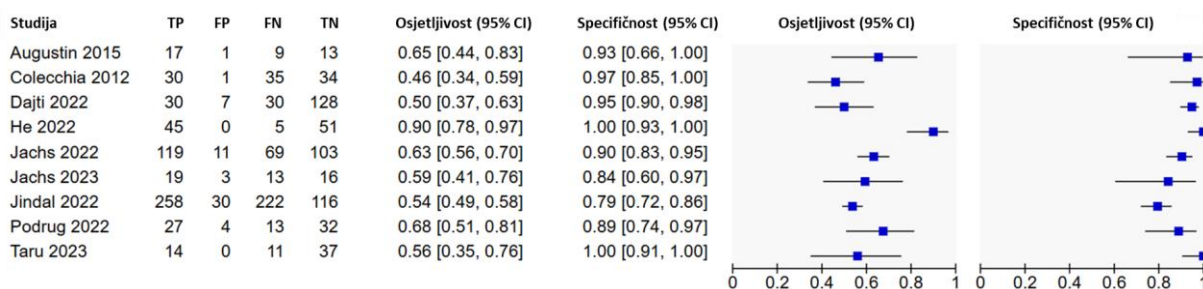 Studija TP FP FN TN Osjetljivost (95% CI) Specifičnost (95% CI) Osjetljivost (95% CI) Specifičnost (95% CI)
Augustin 2015 17 1 9 13 0.65 [0.44, 0.83] 0.93 [0.66, 1.00]
Colecchia 2012 30 1 35 34 0.46 [0.34, 0.59] 0.97 [0.85, 1.00]
Dajti 2022 30 7 30 128 0.50 [0.37, 0.63] 0.95 [0.90, 0.98]
He 2022 45 0 5 51 0.90 [0.78, 0.97] 1.00 [0.93, 1.00]
Jachs 2022 119 11 69 103 0.63 [0.56, 0.70] 0.90 [0.83, 0.95]
Jachs 2023 19 3 13 16 0.59 [0.41, 0.76] 0.84 [0.60, 0.97]
Jindal 2022 258 30 222 116 0.54 [0.49, 0.58] 0.79 [0.72, 0.86]
Podrug 2022 27 4 13 32 0.68 [0.51, 0.81] 0.89 [0.74, 0.97]
Taru 2023 14 0 11 37 0.56 [0.35, 0.76] 1.00 [0.91, 1.00]
0 0.2 0.4 0.6 0.8 1 0 0.2 0.4 0.6 0.8 1